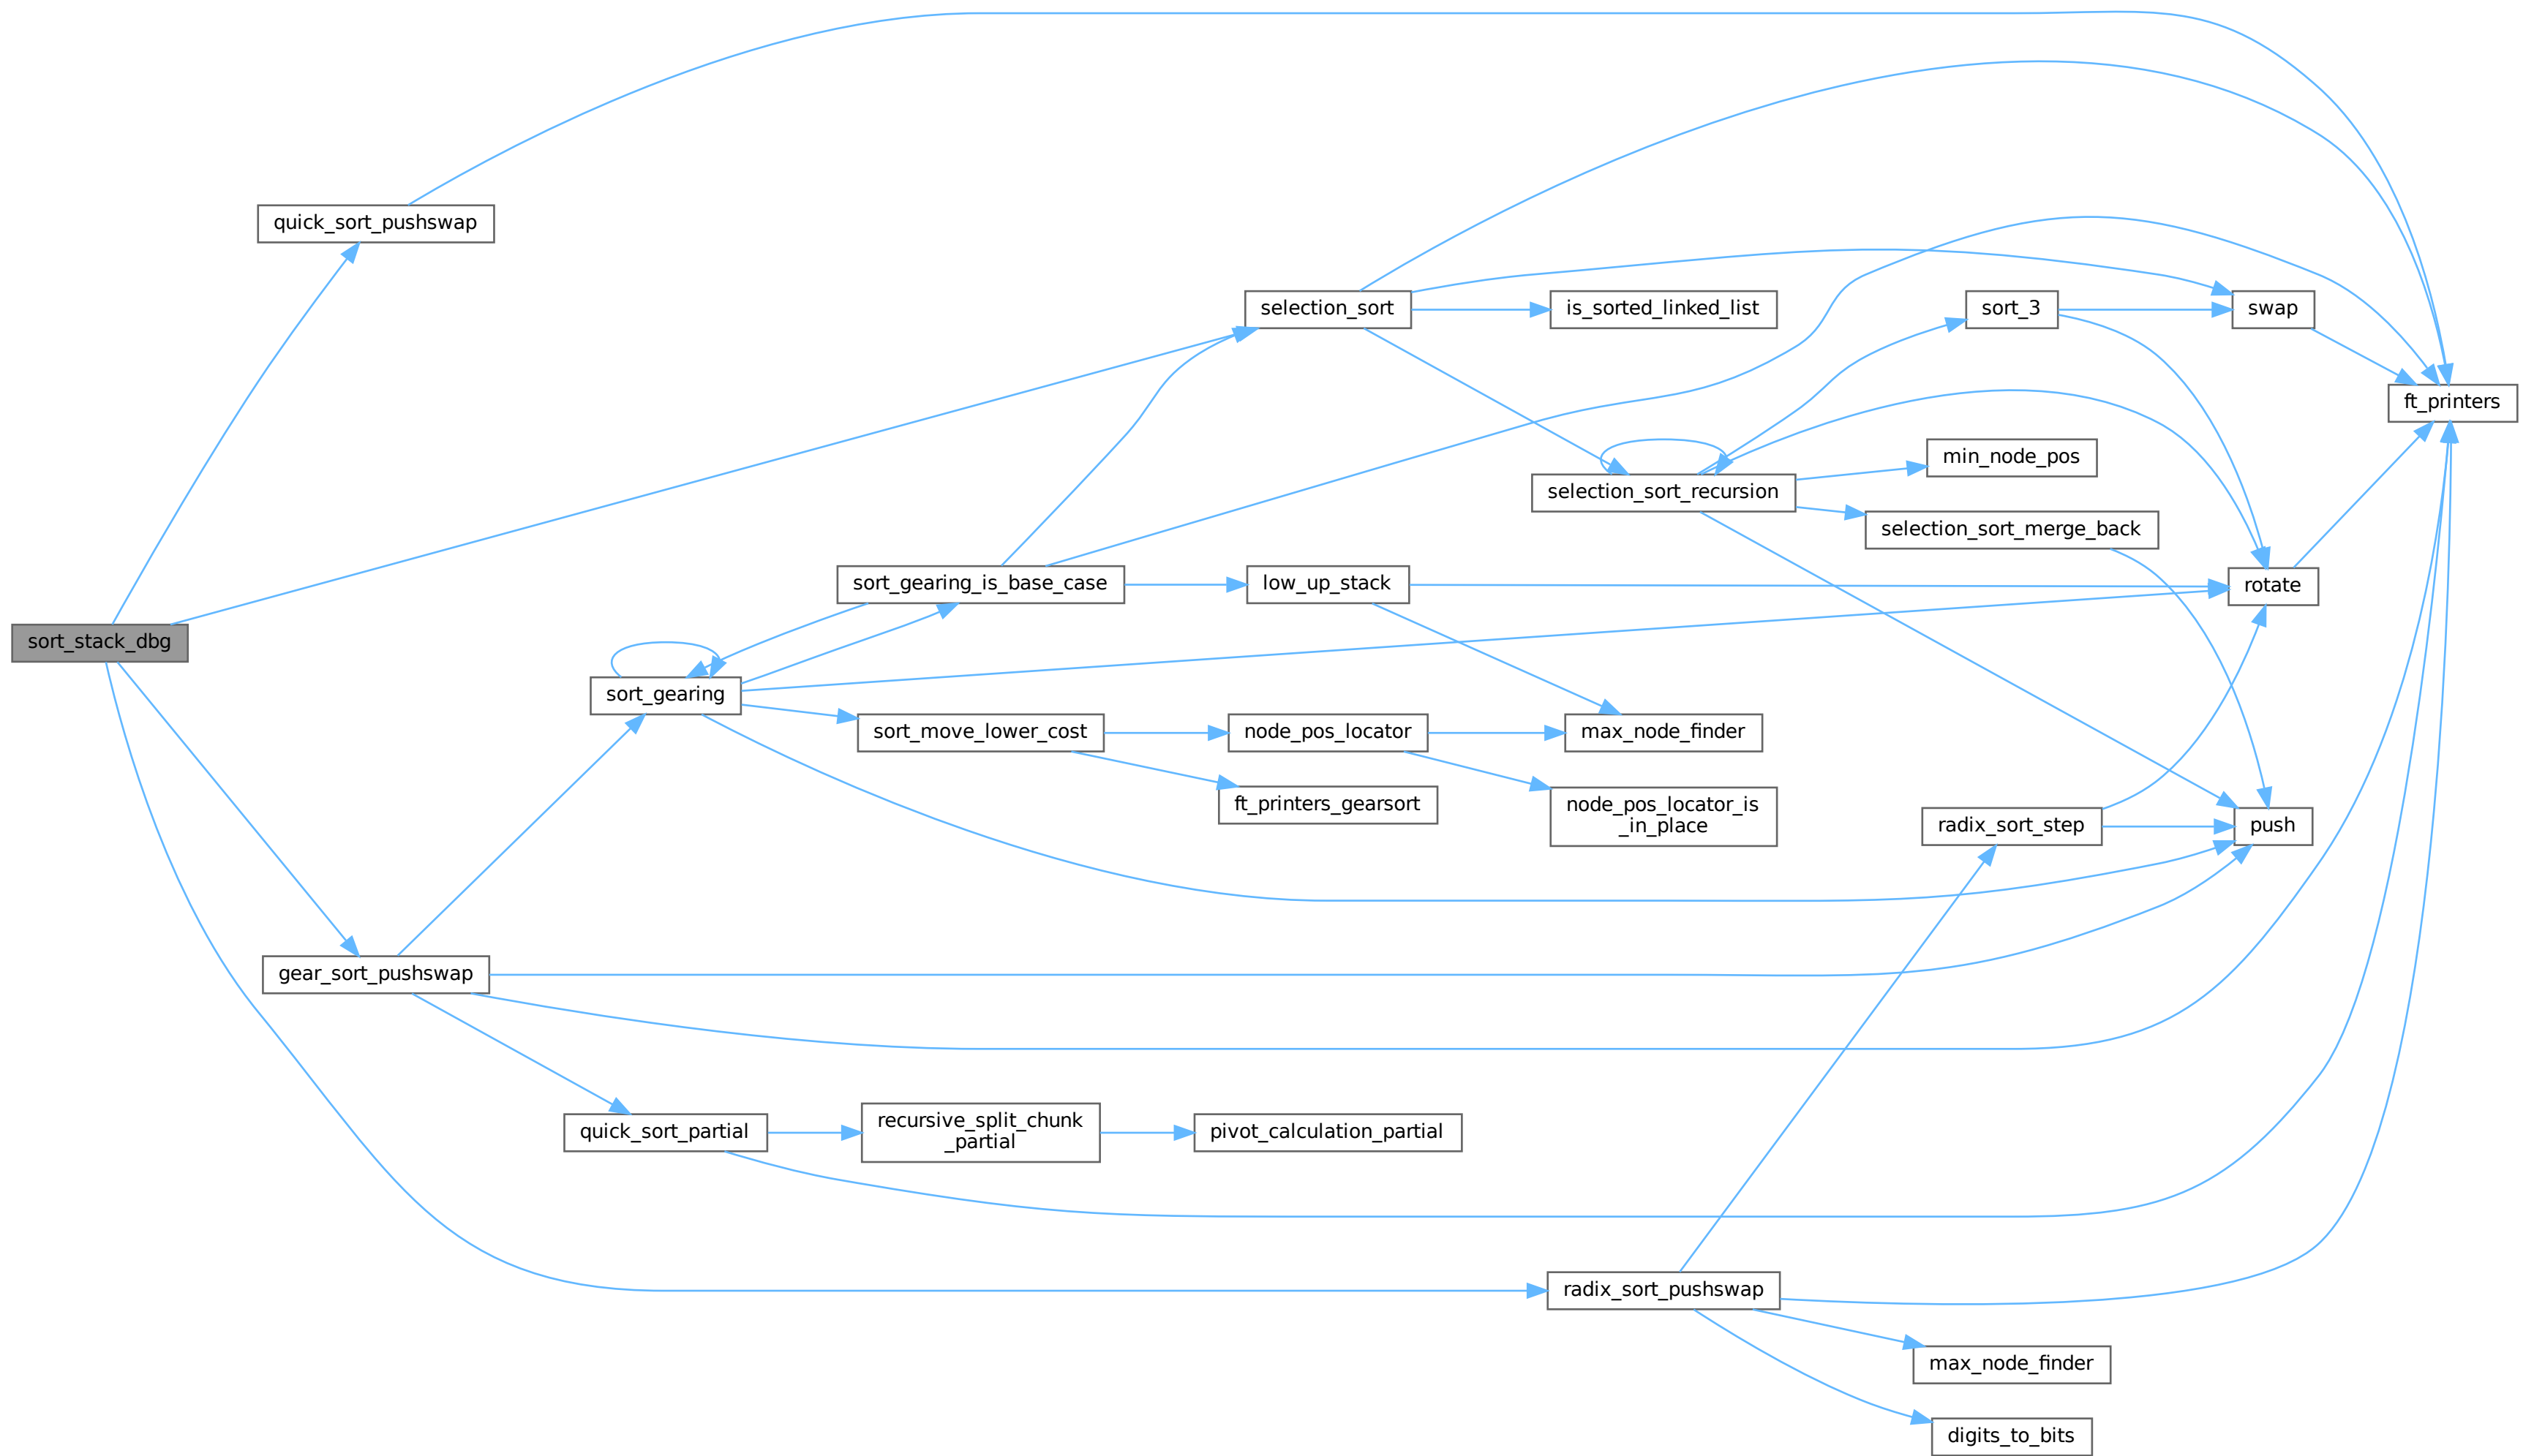 quick_sort_pushswap
selection_sort
is_sorted_linked_list
sort_3
swap
ft_printers
min_node_pos
selection_sort_recursion
selection_sort_merge_back
sort_gearing_is_base_case
low_up_stack
rotate
sort_stack_dbg
sort_gearing
sort_move_lower_cost
node_pos_locator
max_node_finder
ft_printers_gearsort
node_pos_locator_is
_in_place
radix_sort_step
push
gear_sort_pushswap
quick_sort_partial
recursive_split_chunk
_partial
pivot_calculation_partial
radix_sort_pushswap
max_node_finder
digits_to_bits